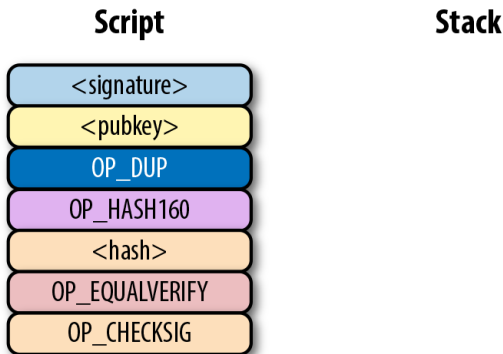 Script Stack
<signature>
<pubkey>
OP_DUP
OP_HASH160
<hash>
OP_EQUALVERIFY
OP_CHECKSIG